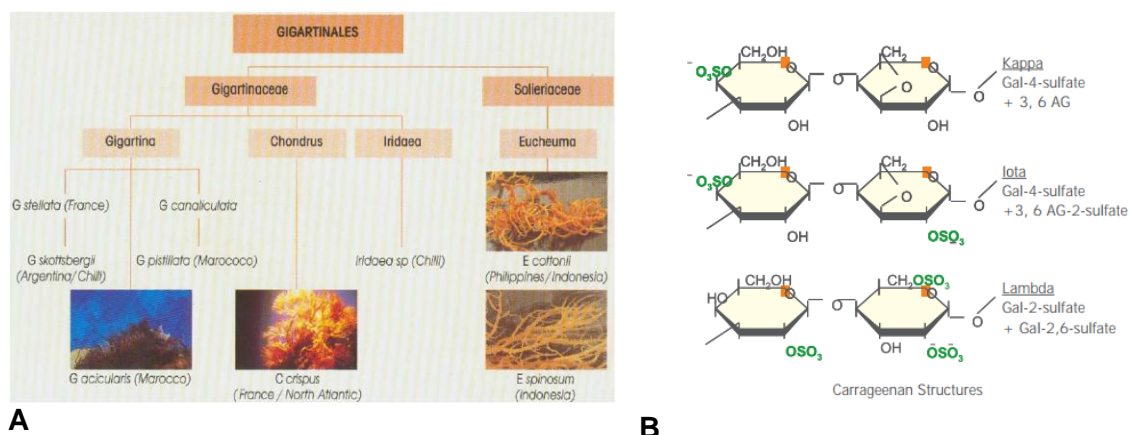 GIGARTINALES
Gigartinaceae
Solieriaceae
Gigartina
Chondrus
Iridaea
Eucheuma
G stellata (France)
G canaliculata
G skottsbergii
(Argentina/Chilli)
G pistillata (Marococo)
Iridaea sp (Chilli)
E cottonii
(Philippines/Indonesia)
G acicularis (Marocco)
C crispus
(France / North Atlantic)
E spinosum
(Indonesia)
A
CH2OH
CH2
Kappa
Gal-4-sulfate
+ 3, 6 AG
-O3SO
O
O
O
O
O
OH
OH
CH2OH
CH2
Iota
Gal-4-sulfate
+3, 6 AG-2-sulfate
-O3SO
O
O
O
O
O
OH
OSO3-
CH2OH
CH2OSO3-
Lambda
Gal-2-sulfate
+ Gal-2,6-sulfate
HO
O
O
O
O
OSO3-
OH
OSO3-
Carrageenan Structures
B